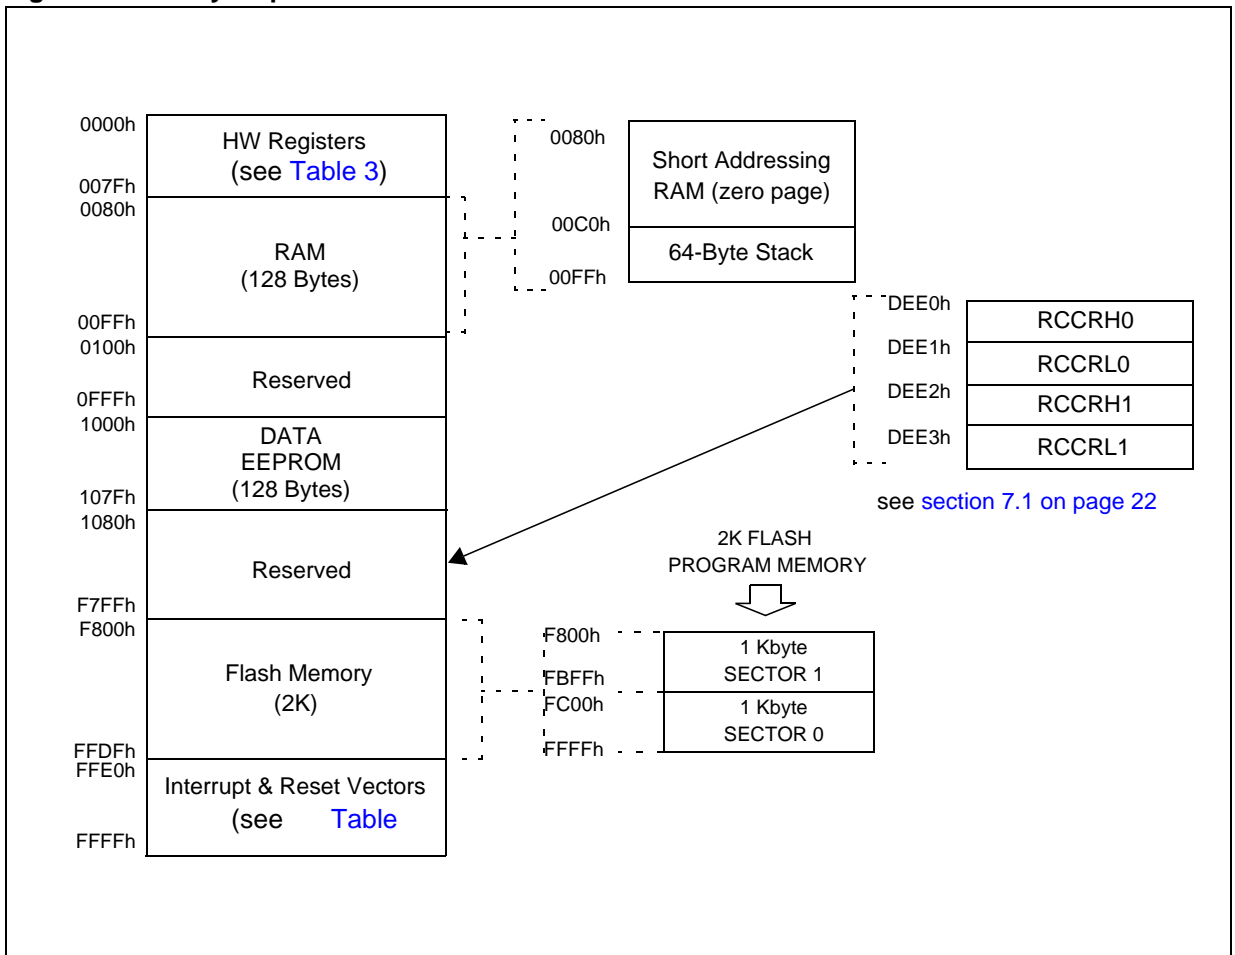 0000h
HW Registers
(see Table 3)
007Fh
0080h
RAM
(128 Bytes)
00FFh
0100h
Reserved
0FFFh
1000h
DATA
EEPROM
(128 Bytes)
107Fh
1080h
Reserved
F7FFh
F800h
Flash Memory
(2K)
FFDFh
FFE0h
Interrupt & Reset Vectors
(see Table
FFFFh
0080h
Short Addressing
RAM (zero page)
00C0h
64-Byte Stack
00FFh
DEE0h
RCCRH0
DEE1h
RCCRL0
DEE2h
RCCRH1
DEE3h
RCCRL1
see section 7.1 on page 22
2K FLASH
PROGRAM MEMORY
F800h
1 Kbyte
SECTOR 1
FBFFh
FC00h
1 Kbyte
SECTOR 0
FFFFh